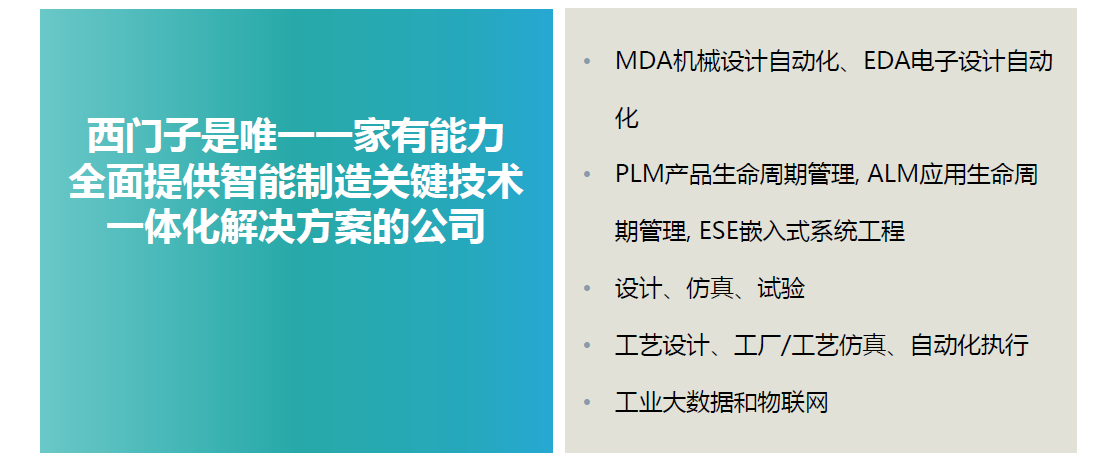 西门子是唯一一家有能力
全面提供智能制造关键技术
一体化解决方案的公司
• MDA机械设计自动化、EDA电子设计自动
化
• PLM产品生命周期管理, ALM应用生命周
期管理, ESE嵌入式系统工程
• 设计、仿真、试验
• 工艺设计、工厂/工艺仿真、自动化执行
• 工业大数据和物联网